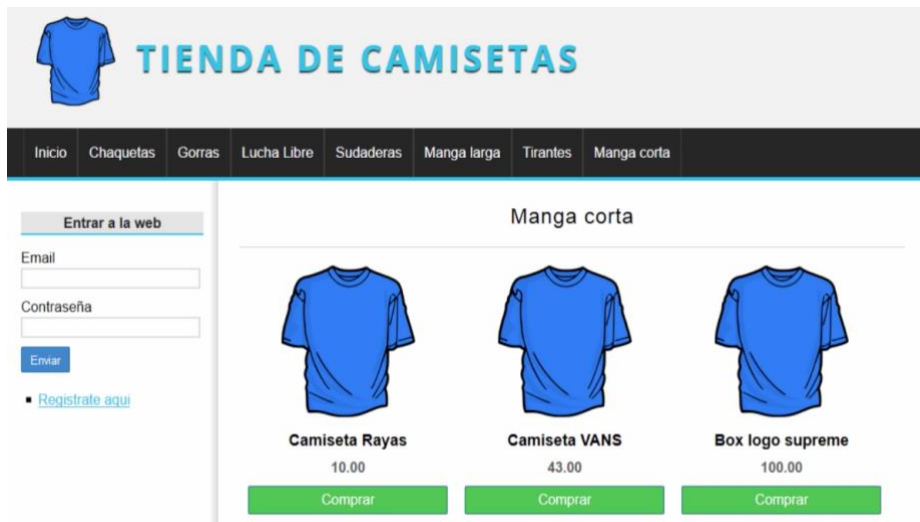 TIENDA DE CAMISETAS
Inicio Chaquetas Gorras Lucha Libre Sudaderas Manga larga Tirantes Manga corta
Entrar a la web
Email
Contraseña
Enviar
Registrate aqui
Manga corta
Camiseta Rayas
10.00
Comprar
Camiseta VANS
43.00
Comprar
Box logo supreme
100.00
Comprar